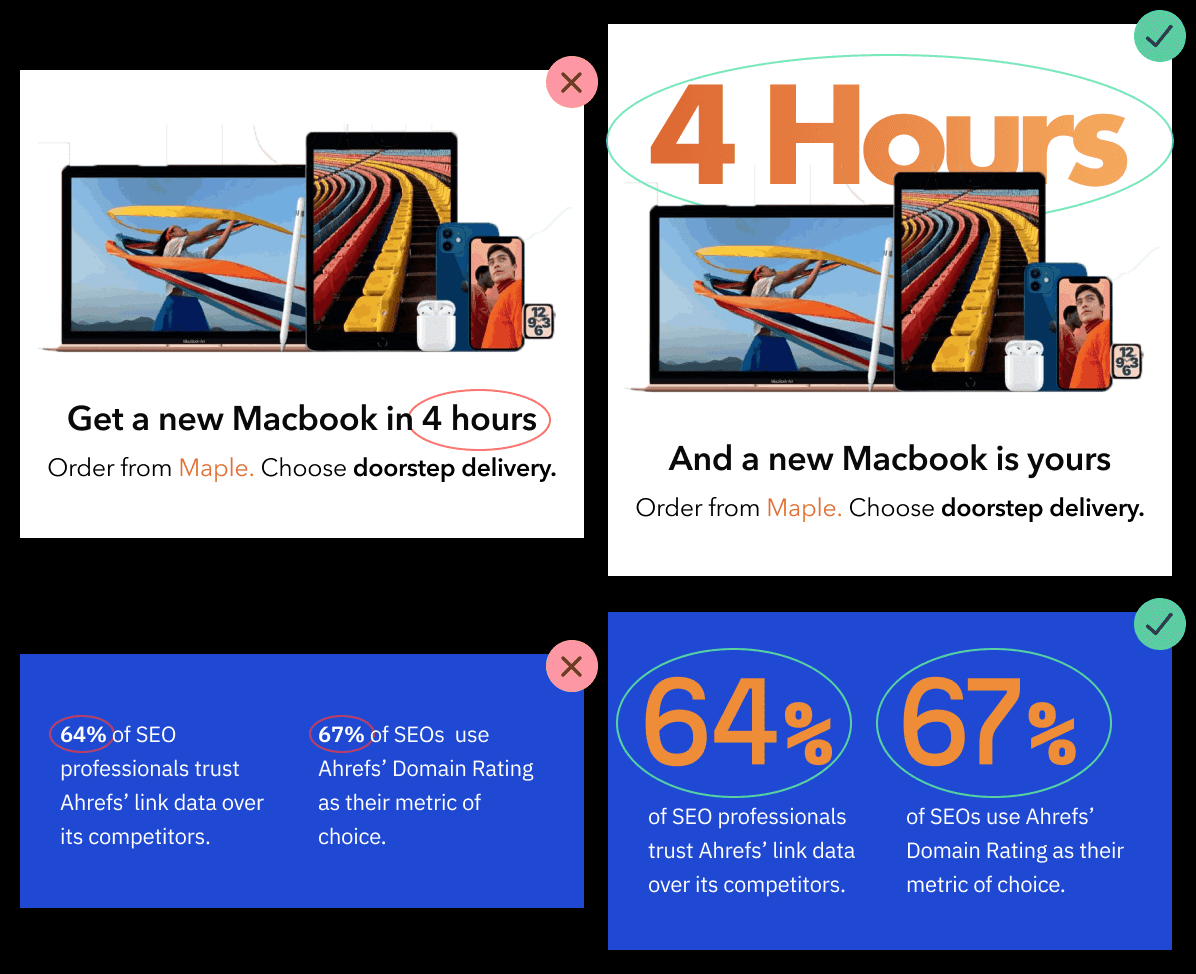 Get a new Macbook in 4 hours
Order from Maple. Choose doorstep delivery.
4 Hours
And a new Macbook is yours
Order from Maple. Choose doorstep delivery.
64% of SEO
professionals trust
Ahrefs’ link data over
its competitors.
67% of SEOs  use
Ahrefs’ Domain Rating
as their metric of
choice.
64%
of SEO professionals
trust Ahrefs’ link data
over its competitors.
67%
of SEOs use Ahrefs’
Domain Rating as their
metric of choice.